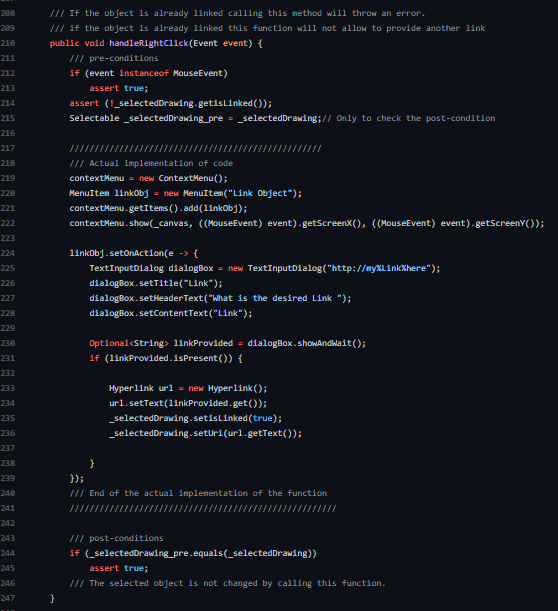 208 /// If the object is already linked calling this method will throw an error.
209 /// if the object is already linked this function will not allow to provide another link
210 public void handleRightClick(Event event) {
211 /// pre-conditions
212 if (event instanceof MouseEvent)
213 assert true;
214 assert (!_selectedDrawing.getisLinked());
215 Selectable _selectedDrawing_pre = _selectedDrawing;// Only to check the post-condition
216
217 ///////////////////////////////////////////////////
218 /// Actual implementation of code
219 contextMenu = new ContextMenu();
220 MenuItem linkObj = new MenuItem("Link Object");
221 contextMenu.getItems().add(linkObj);
222 contextMenu.show(_canvas, ((MouseEvent) event).getScreenX(), ((MouseEvent) event).getScreenY());
223
224 linkObj.setOnAction(e -> {
225 TextInputDialog dialogBox = new TextInputDialog("http://my%Link%here");
226 dialogBox.setTitle("Link");
227 dialogBox.setHeaderText("What is the desired Link ");
228 dialogBox.setContentText("Link");
229
230 Optional<String> linkProvided = dialogBox.showAndWait();
231 if (linkProvided.isPresent()) {
232
233 Hyperlink url = new Hyperlink();
234 url.setText(linkProvided.get());
235 _selectedDrawing.setisLinked(true);
236 _selectedDrawing.setUri(url.getText());
237
238 }
239 });
240 /// End of the actual implementation of the function
241 //////////////////////////////////////////////////////
242
243 /// post-conditions
244 if (_selectedDrawing_pre.equals(_selectedDrawing))
245 assert true;
246 /// The selected object is not changed by calling this function.
247 }